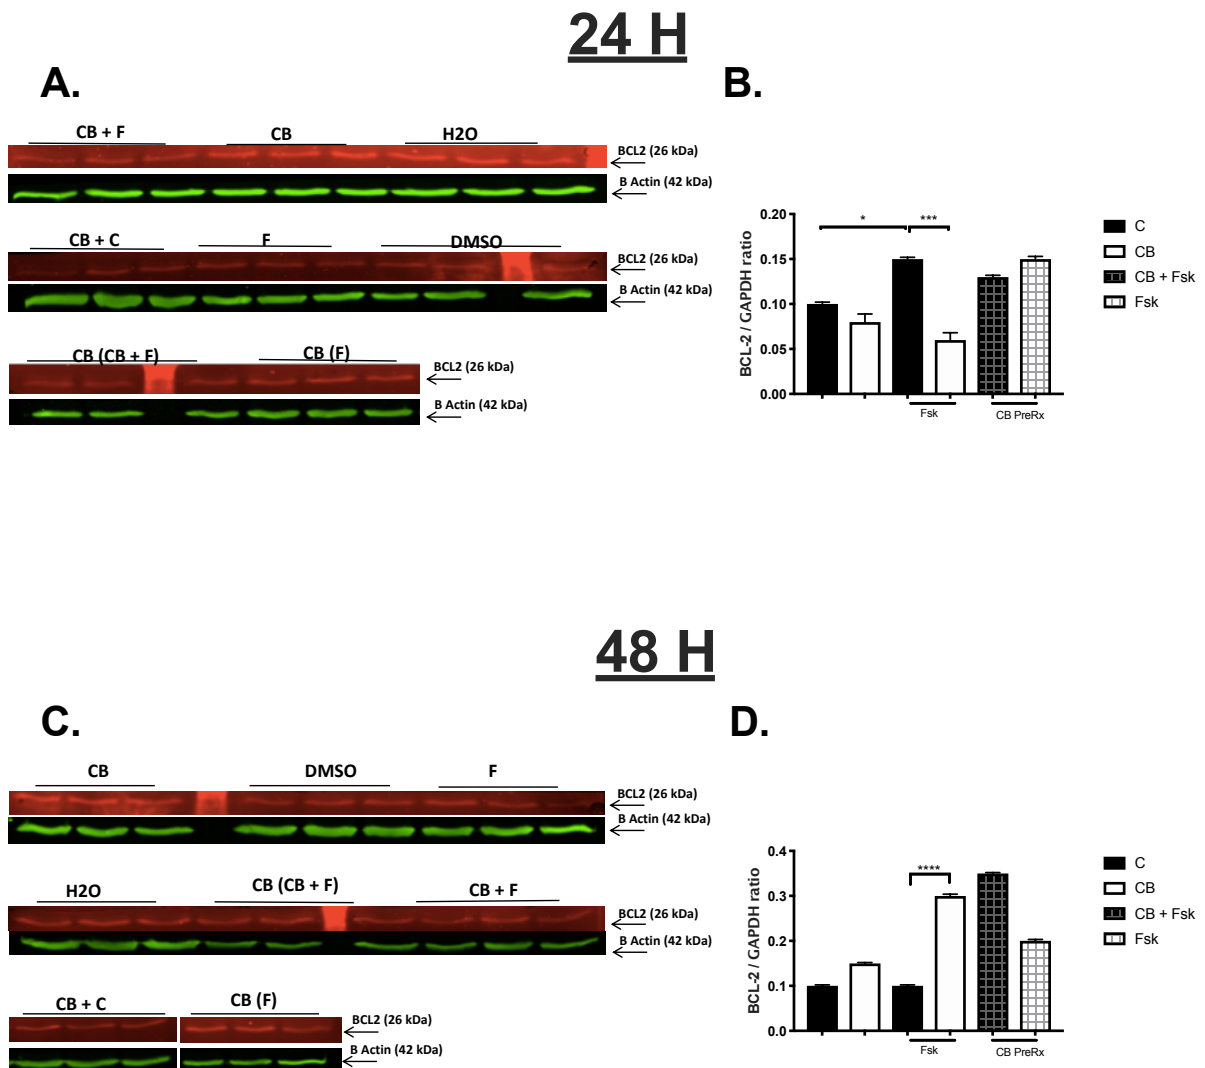 24 H
A.
B.
CB + F
CB
H2O
BCL2 (26 kDa)
B Actin (42 kDa)
CB + C
F
DMSO
BCL2 (26 kDa)
B Actin (42 kDa)
CB (CB + F)
CB (F)
BCL2 (26 kDa)
B Actin (42 kDa)
BCL-2 / GAPDH ratio
0.20
0.15
0.10
0.05
0.00
*
***
Fsk
CB PreRx
C
CB
CB + Fsk
Fsk
48 H
C.
D.
CB
DMSO
F
BCL2 (26 kDa)
B Actin (42 kDa)
H2O
CB (CB + F)
CB + F
BCL2 (26 kDa)
B Actin (42 kDa)
CB + C
CB (F)
BCL2 (26 kDa)
B Actin (42 kDa)
BCL-2 / GAPDH ratio
0.4
0.3
0.2
0.1
0.0
****
Fsk
CB PreRx
C
CB
CB + Fsk
Fsk